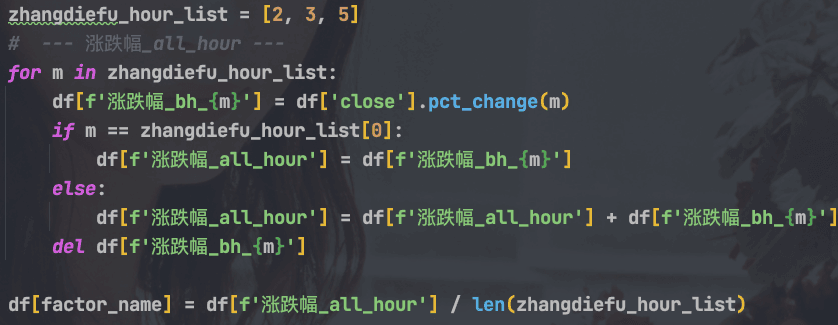 zhangdiefu_hour_list = [2, 3, 5]
#  --- 涨跌幅_all_hour ---
for m in zhangdiefu_hour_list:
    df[f'涨跌幅_bh_{m}'] = df['close'].pct_change(m)
    if m == zhangdiefu_hour_list[0]:
        df[f'涨跌幅_all_hour'] = df[f'涨跌幅_bh_{m}']
    else:
        df[f'涨跌幅_all_hour'] = df[f'涨跌幅_all_hour'] + df[f'涨跌幅_bh_{m}']
    del df[f'涨跌幅_bh_{m}']
df[factor_name] = df[f'涨跌幅_all_hour'] / len(zhangdiefu_hour_list)